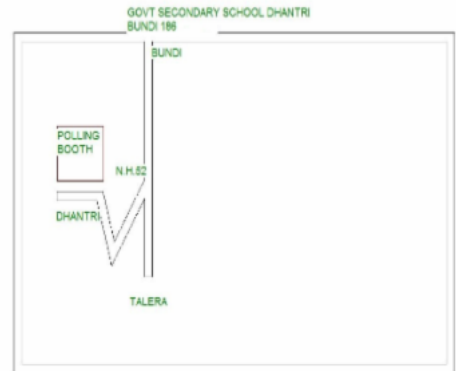 GOVT SECONDARY SCHOOL DHANTRI
BUNDI 186
BUNDI
POLLING
BOOTH
N.H.52
DHANTRI
TALERA